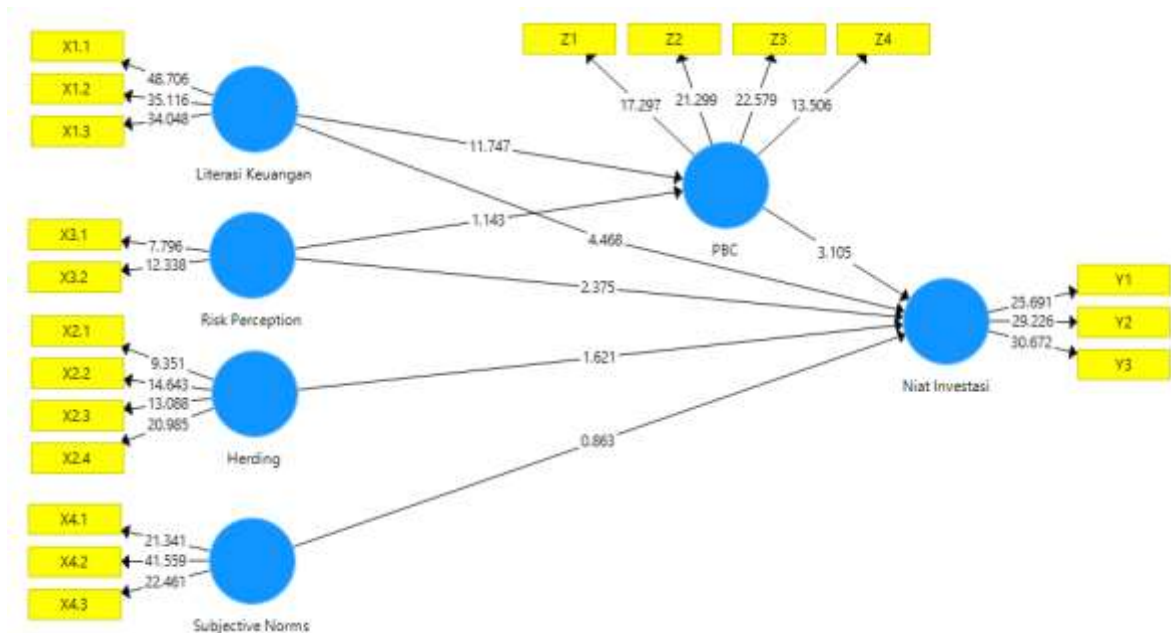 X1.1
X1.2
X1.3
48.706
35.116
34.048
Literasi Keuangan
Z1
Z2
Z3
Z4
17.297
21.299
22.579
13.506
PBC
11.747
1.143
4.468
3.105
X3.1
X3.2
7.796
12.338
Risk Perception
2.375
X2.1
X2.2
X2.3
X2.4
9.351
14.643
13.088
20.985
Herding
1.621
Niat Investasi
25.691
29.226
30.672
Y1
Y2
Y3
0.863
X4.1
X4.2
X4.3
21.341
41.559
22.461
Subjective Norms